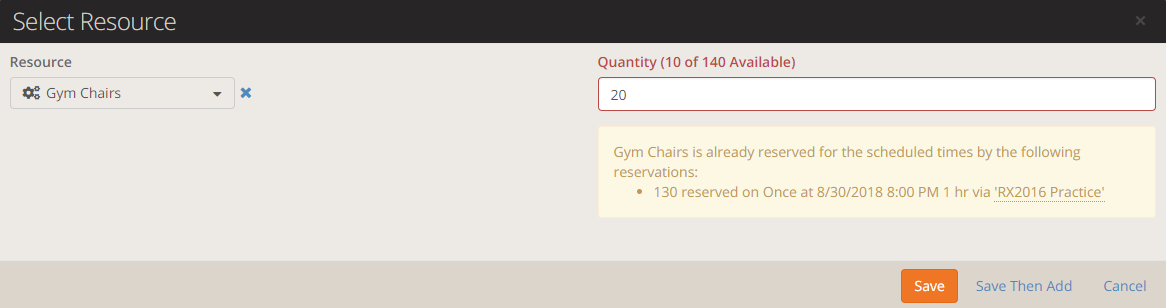 Select Resource
×
Resource
Quantity (10 of 140 Available)
Gym Chairs
20
Gym Chairs is already reserved for the scheduled times by the following
reservations:
• 130 reserved on Once at 8/30/2018 8:00 PM 1 hr via 'RX2016 Practice'
Save
Save Then Add
Cancel